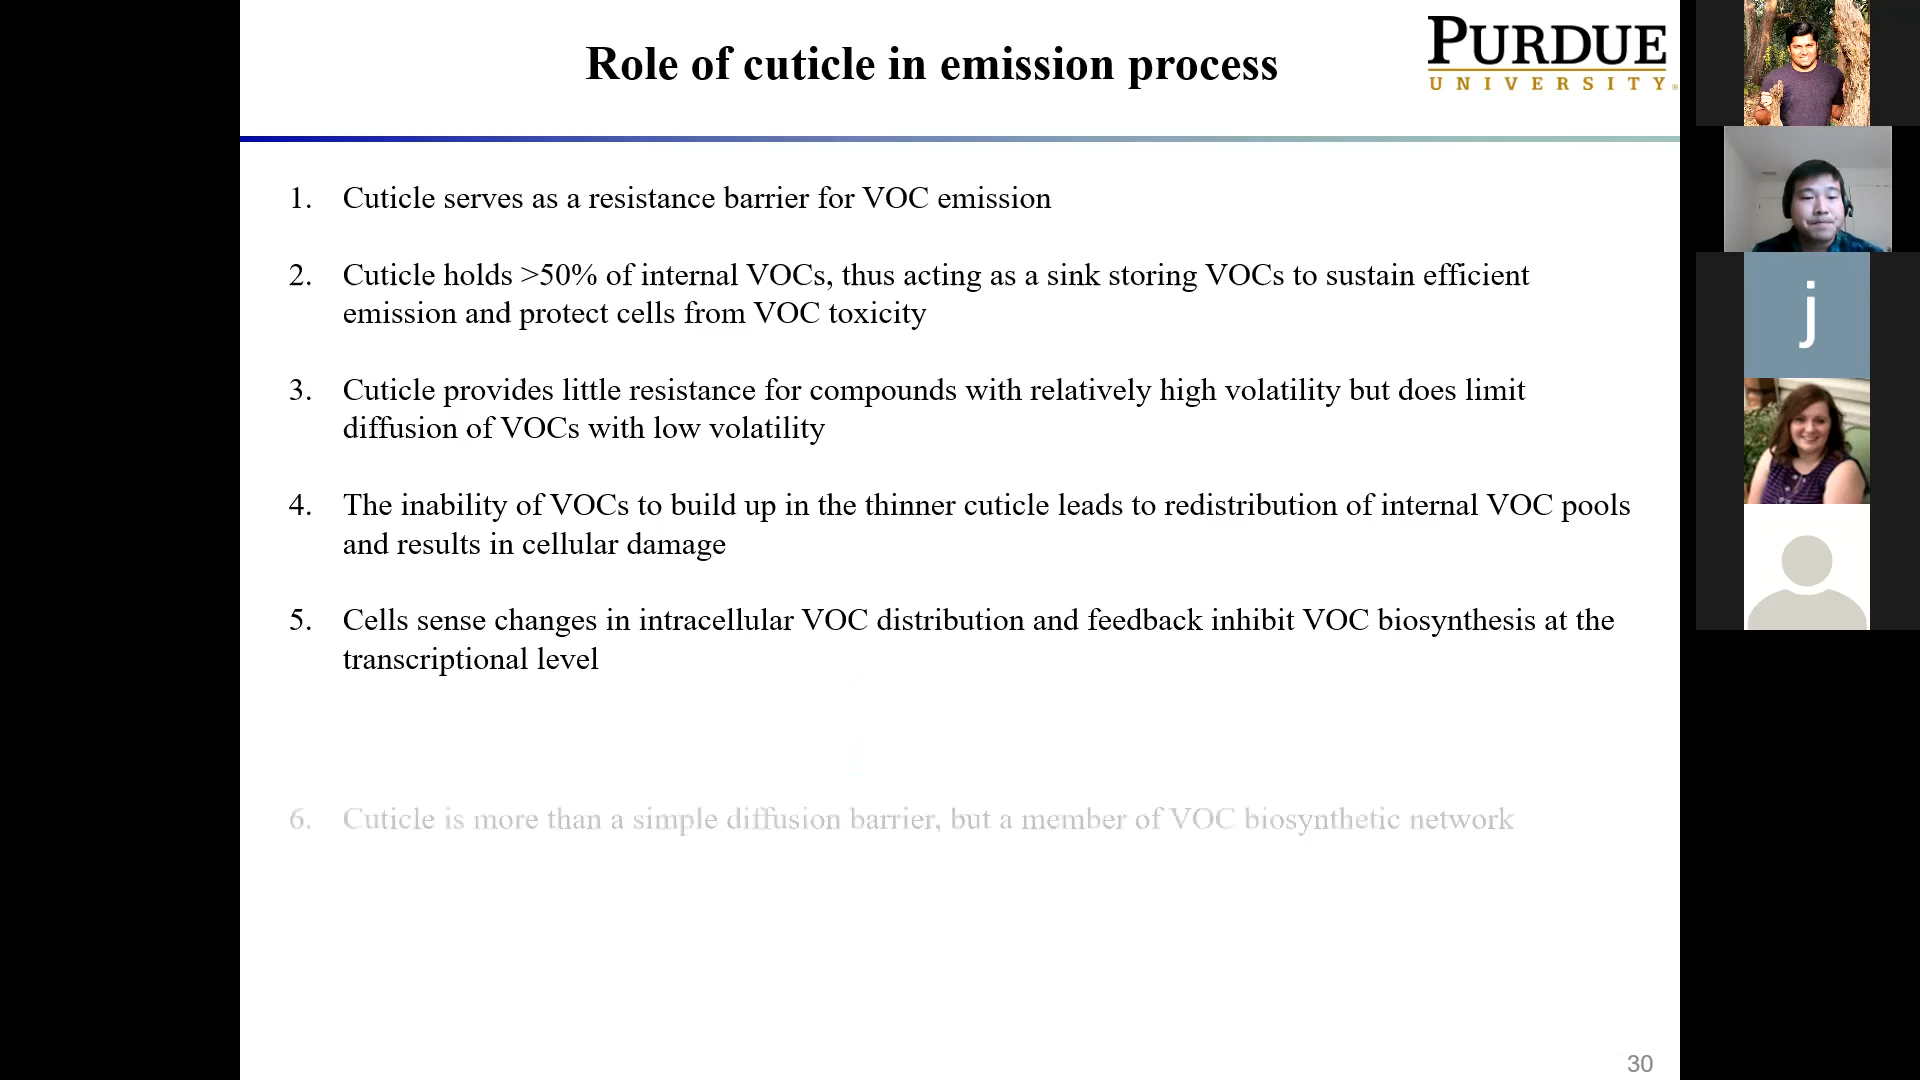 Role of cuticle in emission process
PURDUE
UNIVERSITY®
1. Cuticle serves as a resistance barrier for VOC emission
2. Cuticle holds >50% of internal VOCs, thus acting as a sink storing VOCs to sustain efficient
emission and protect cells from VOC toxicity
3. Cuticle provides little resistance for compounds with relatively high volatility but does limit
diffusion of VOCs with low volatility
4. The inability of VOCs to build up in the thinner cuticle leads to redistribution of internal VOC pools
and results in cellular damage
5. Cells sense changes in intracellular VOC distribution and feedback inhibit VOC biosynthesis at the
transcriptional level
6. Cuticle is more than a simple diffusion barrier, but a member of VOC biosynthetic network
30
j